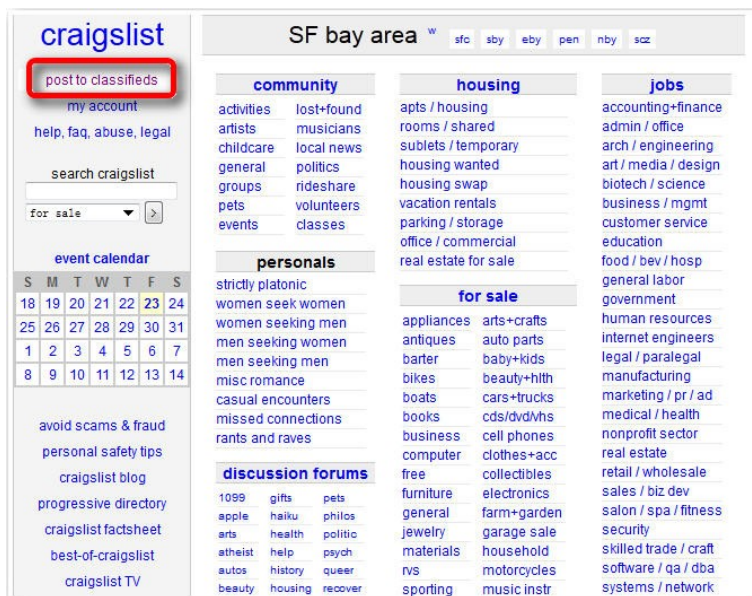 craigslist
post to classifieds
my account
help, faq, abuse, legal
search craigslist
for sale >
event calendar
S M T W T F S
18 19 20 21 22 23 24
25 26 27 28 29 30 31
1 2 3 4 5 6 7
8 9 10 11 12 13 14
avoid scams & fraud
personal safety tips
craigslist blog
progressive directory
craigslist factsheet
best-of-craigslist
craigslist TV
SF bay area w sfc sby eby pen nby scz
community
activities lost+found
artists musicians
childcare local news
general politics
groups rideshare
pets volunteers
events classes
personals
strictly platonic
women seek women
women seeking men
men seeking women
men seeking men
misc romance
casual encounters
missed connections
rants and raves
discussion forums
1099 gifts pets
apple haiku philos
arts health politic
atheist help psych
autos history queer
beauty housing recover
housing
apts / housing
rooms / shared
sublets / temporary
housing wanted
housing swap
vacation rentals
parking / storage
office / commercial
real estate for sale
for sale
appliances arts+crafts
antiques auto parts
barter baby+kids
bikes beauty+hlth
boats cars+trucks
books cds/dvd/vhs
business cell phones
computer clothes+acc
free collectibles
furniture electronics
general farm+garden
jewelry garage sale
materials household
rvs motorcycles
sporting music instr
jobs
accounting+finance
admin / office
arch / engineering
art / media / design
biotech / science
business / mgmt
customer service
education
food / bev / hosp
general labor
government
human resources
internet engineers
legal / paralegal
manufacturing
marketing / pr / ad
medical / health
nonprofit sector
real estate
retail / wholesale
sales / biz dev
salon / spa / fitness
security
skilled trade / craft
software / qa / dba
systems / network